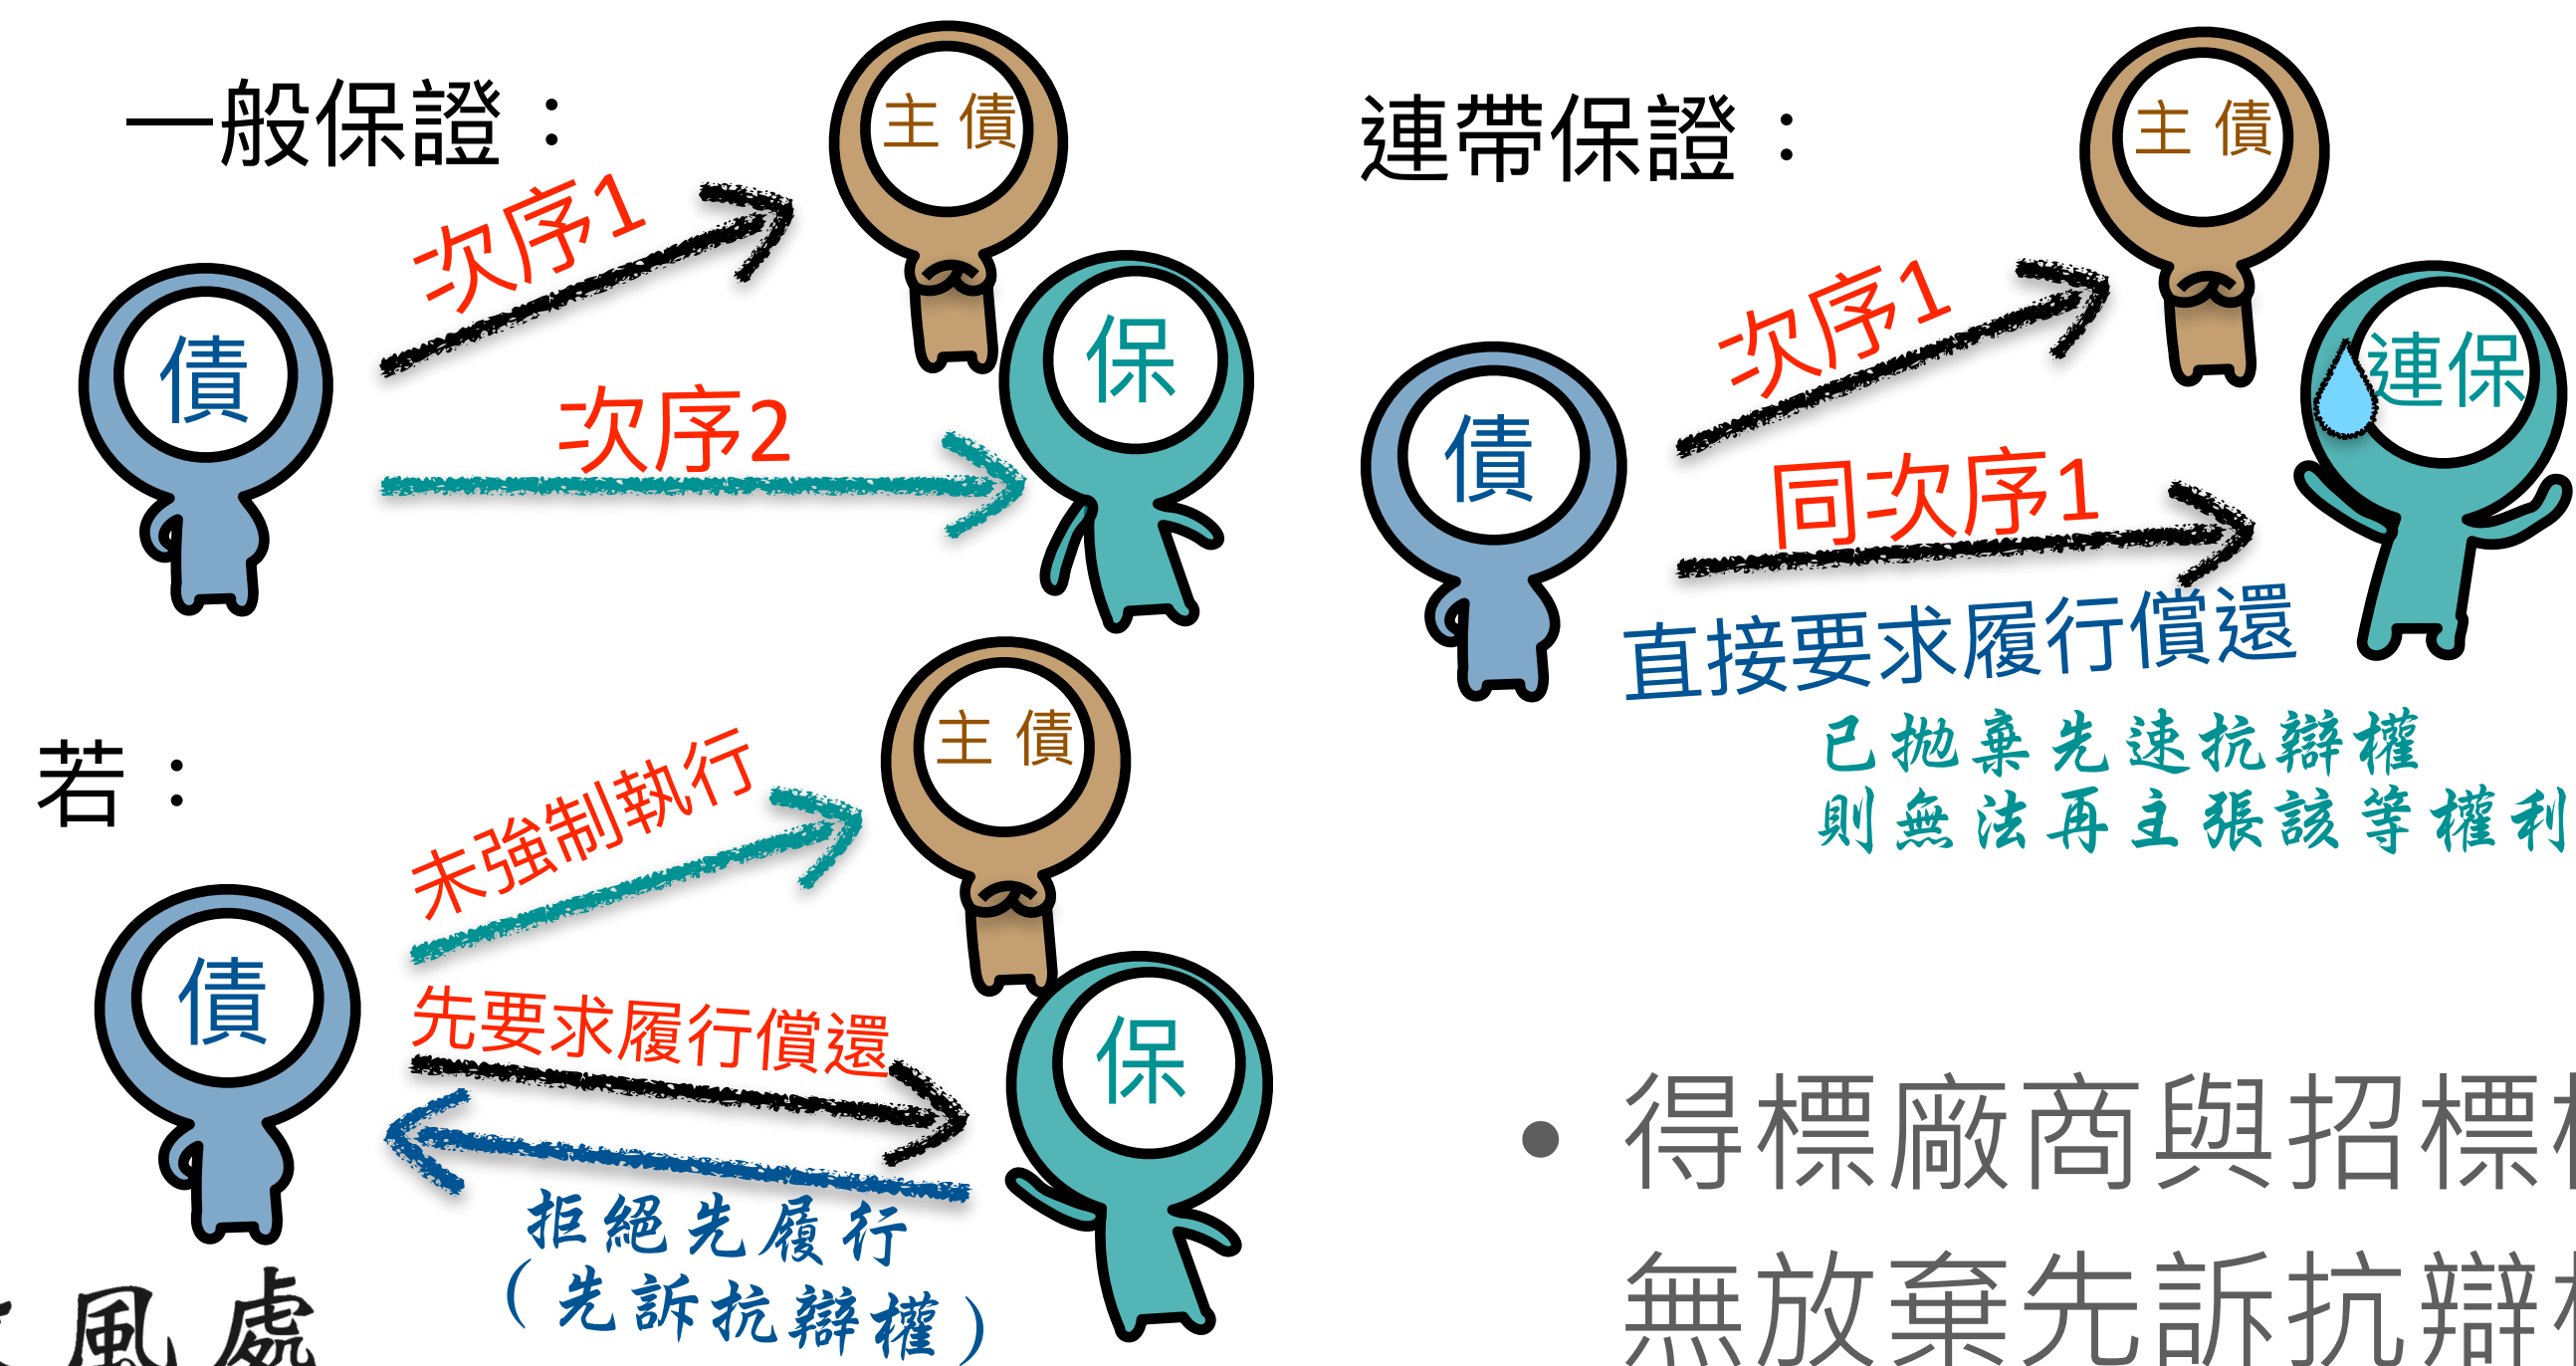 一般保證：
主 債
次序1
債
保
次序2
若：
主 債
未強制執行
債
先要求履行償還
保
拒絕先履行
（先訴抗辯權）
風處
連帶保證：
主 債
次序1
連保
債
同次序1
直接要求履行償還
已拋棄先速抗辯權
則無法再主張該等權利
• 得標廠商與招標
無放棄先訴抗辯